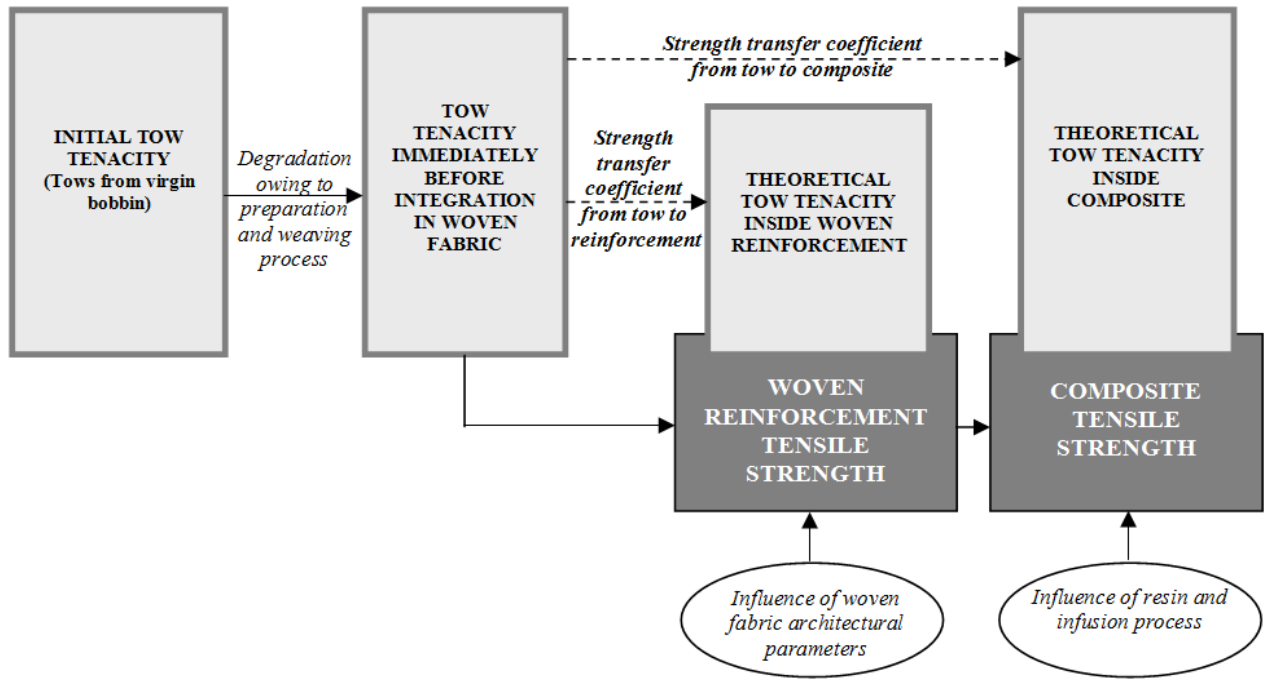 INITIAL TOW
TENACITY
(Tows from virgin
bobbin)
Degradation
owing to
preparation
and weaving
process
TOW
TENACITY
IMMEDIATELY
BEFORE
INTEGRATION
IN WOVEN
FABRIC
Strength transfer coefficient
from tow to composite
Strength
transfer
coefficient
from tow to
reinforcement
THEORETICAL
TOW TENACITY
INSIDE WOVEN
REINFORCEMENT
THEORETICAL
TOW TENACITY
INSIDE
COMPOSITE
WOVEN
REINFORCEMENT
TENSILE
STRENGTH
COMPOSITE
TENSILE
STRENGTH
Influence of woven
fabric architectural
parameters
Influence of resin and
infusion process